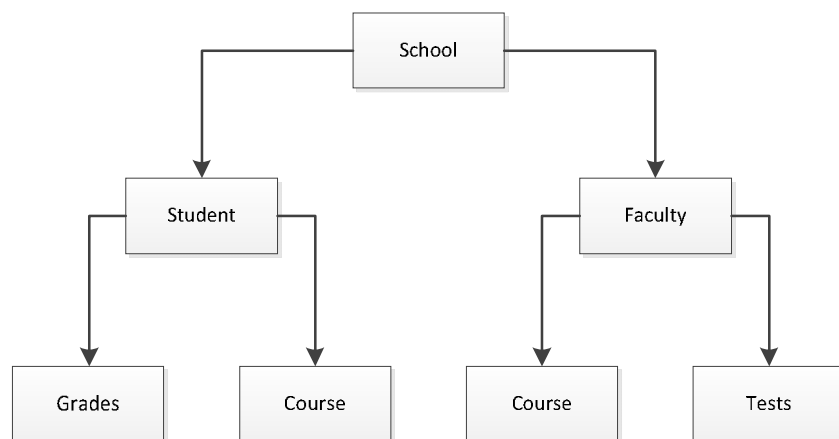 School
Student
Faculty
Grades
Course
Course
Tests